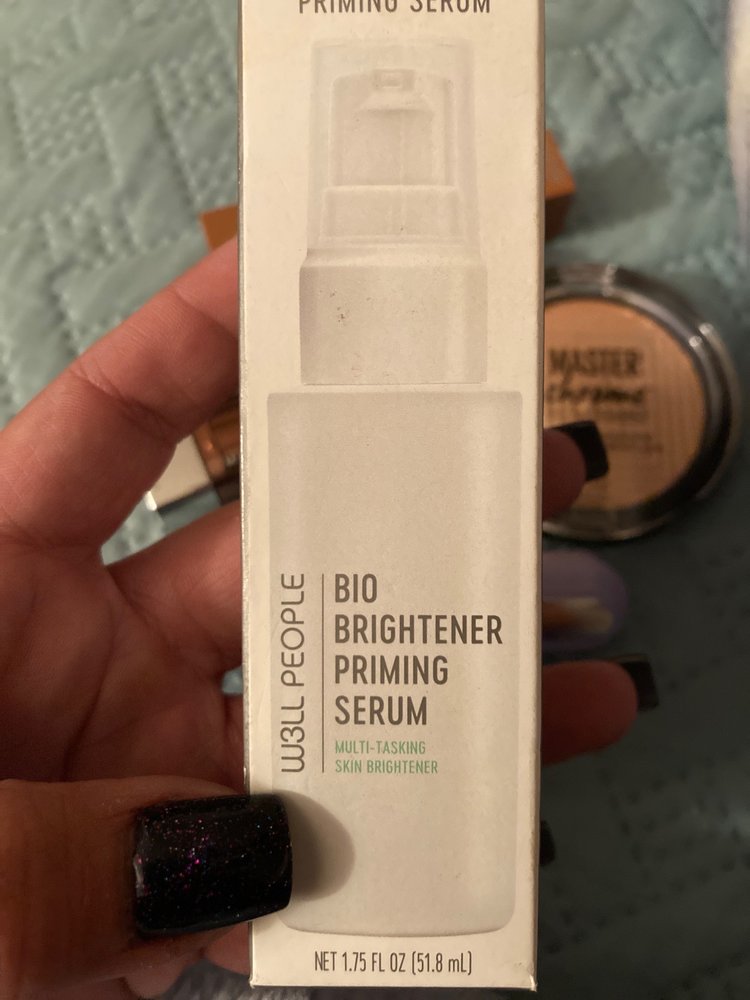 PRIMING SERUM
W3LL PEOPLE
BIO
BRIGHTENER
PRIMING
SERUM
MULTI-TASKING
SKIN BRIGHTENER
NET 1.75 FL OZ (51.8 mL)
MASTER
chrome